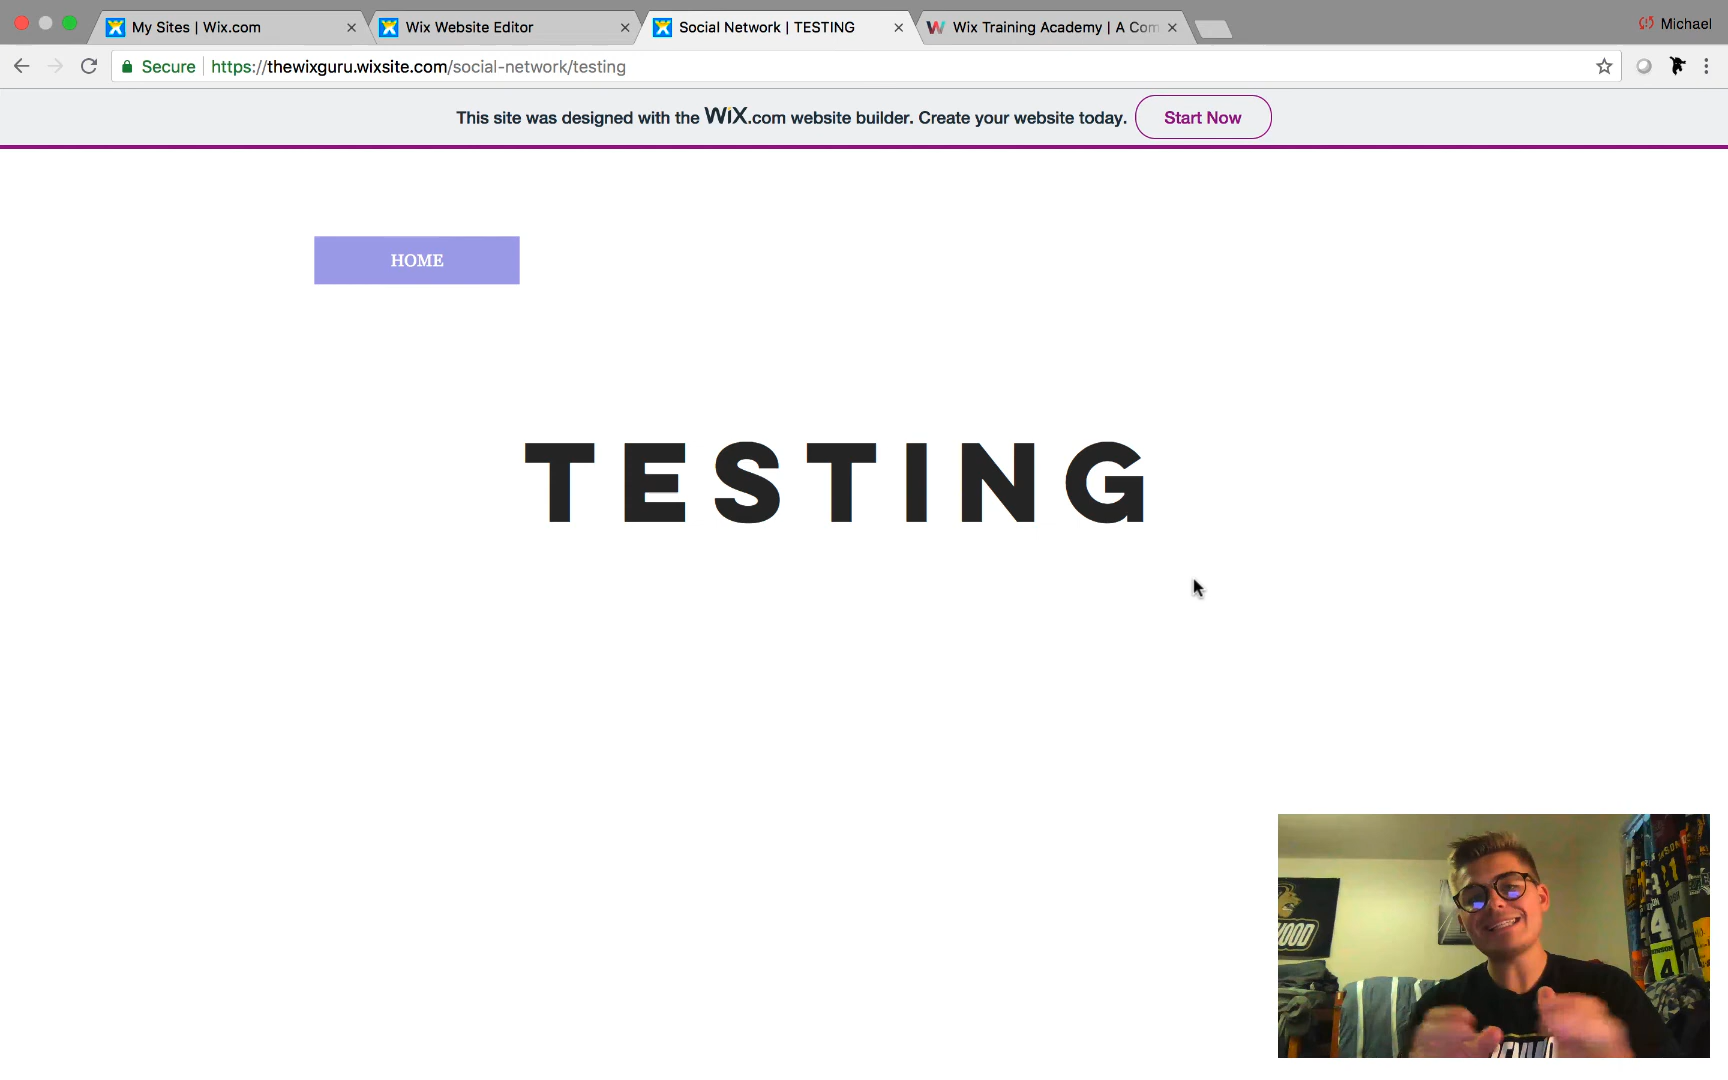 My Sites | Wix.com
Wix Website Editor
Social Network | TESTING
Wix Training Academy | A Com
Michael
Secure
https://thewixguru.wixsite.com/social-network/testing
This site was designed with the WiX.com website builder. Create your website today.
Start Now
HOME
TESTING
4
4